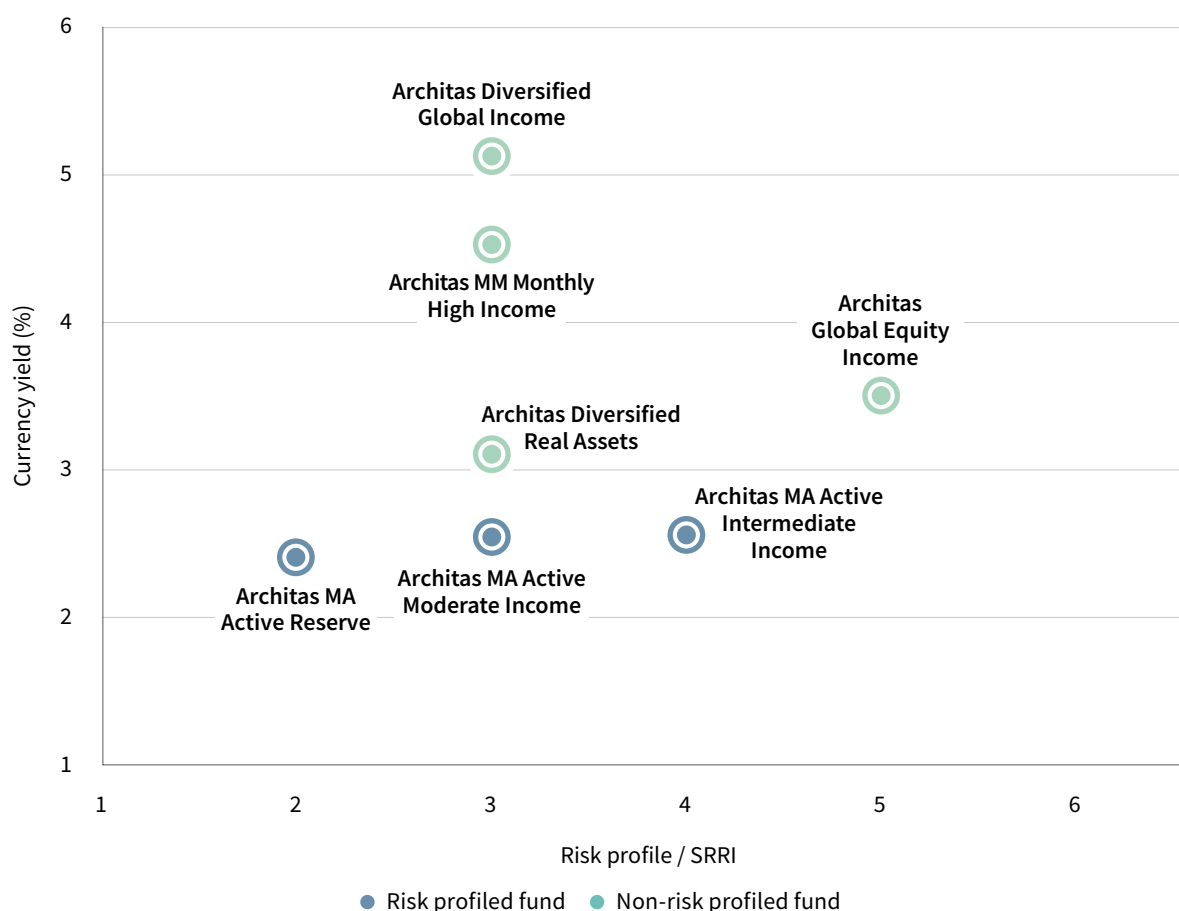 6
Architas Diversified
Global Income
5
Architas MM Monthly
High Income
Architas
Global Equity
Income
4
Currency yield (%)
Architas Diversified
Real Assets
3
Architas MA Active
Intermediate
Income
Architas MA Active
Moderate Income
Architas MA
Active Reserve
2
1
1 2 3 4 5 6
Risk profile / SRRI
Risk profiled fund Non-risk profiled fund